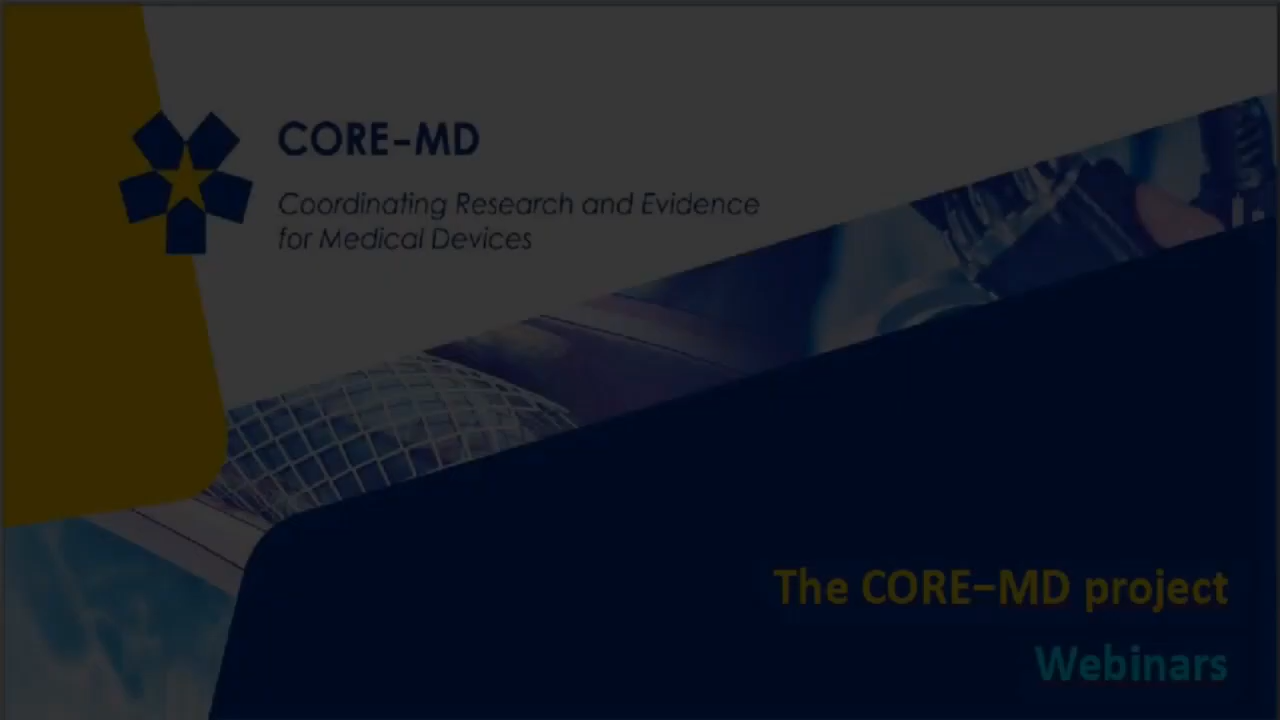 CORE–MD
Coordinating Research and Evidence
for Medical Devices
The CORE–MD project
Webinars